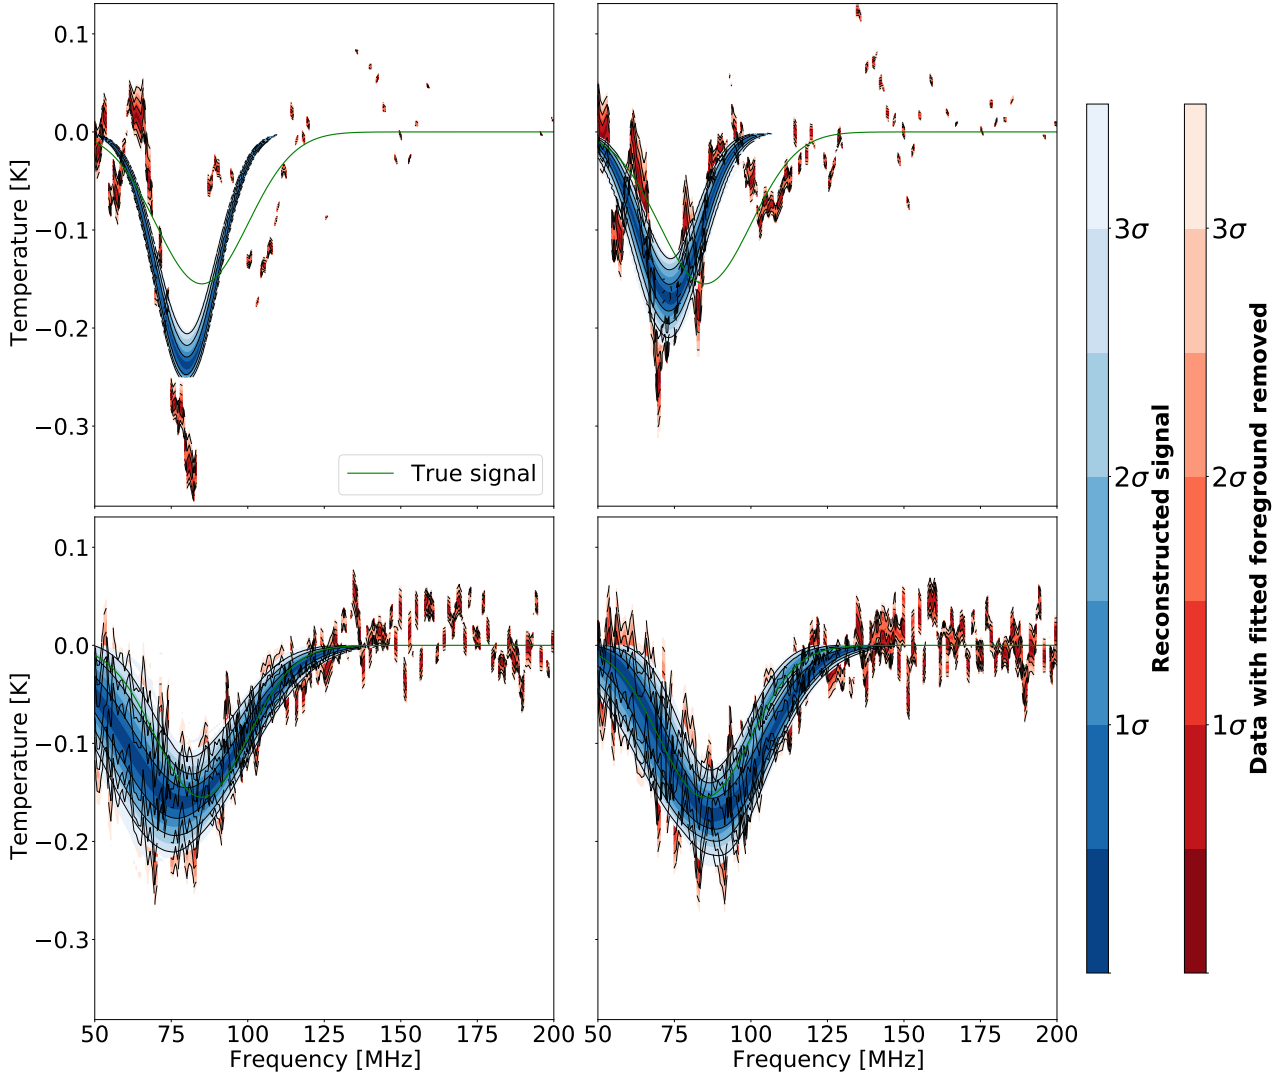 0.1
0.0
−0.1
−0.2
−0.3
Temperature [K]
True signal
0.1
0.0
−0.1
−0.2
−0.3
Temperature [K]
50 75 100 125 150 175 200
Frequency [MHz]
50 75 100 125 150 175 200
Frequency [MHz]
3σ
2σ
1σ
Reconstructed signal
3σ
2σ
1σ
Data with fitted foreground removed